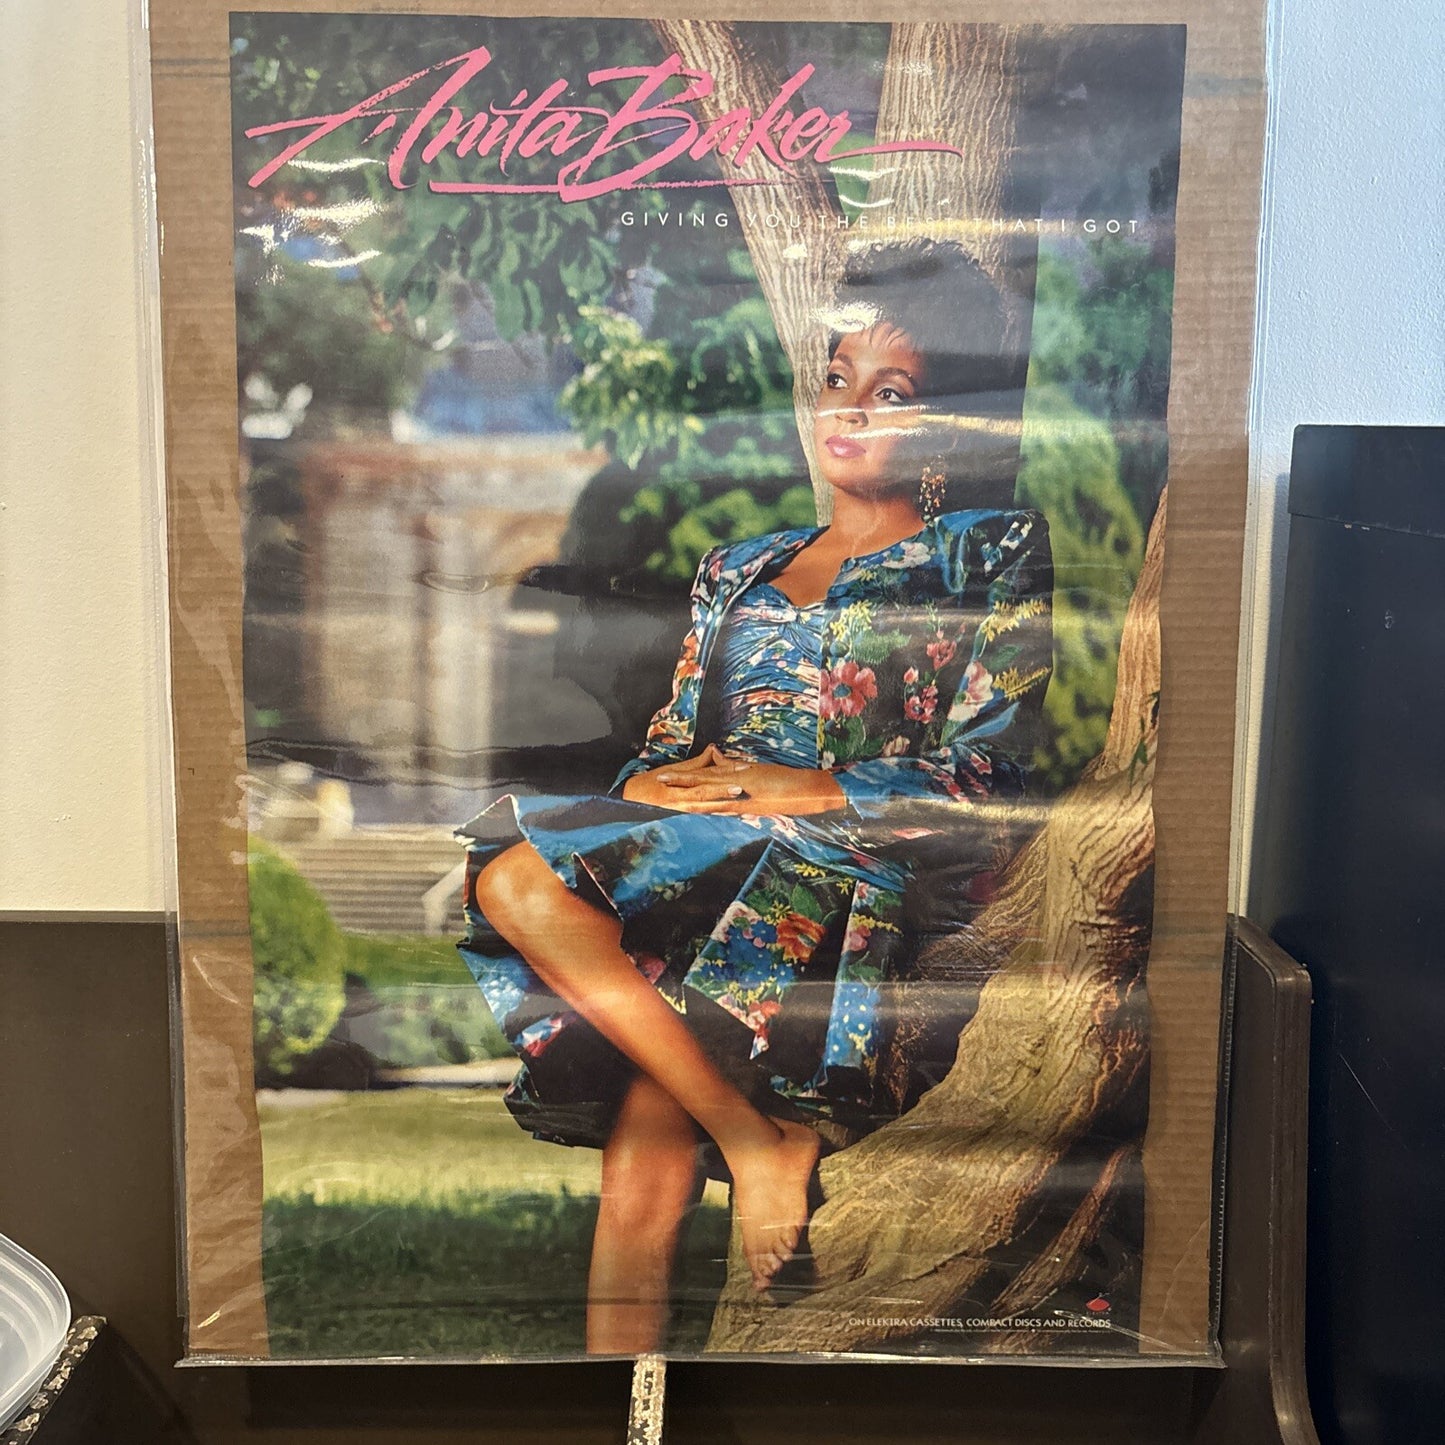 Anita Baker
GIVING YOU THE BEST THAT I GOT
ON ELEKTRA CASSETTES, COMPACT DISCS AND RECORDS